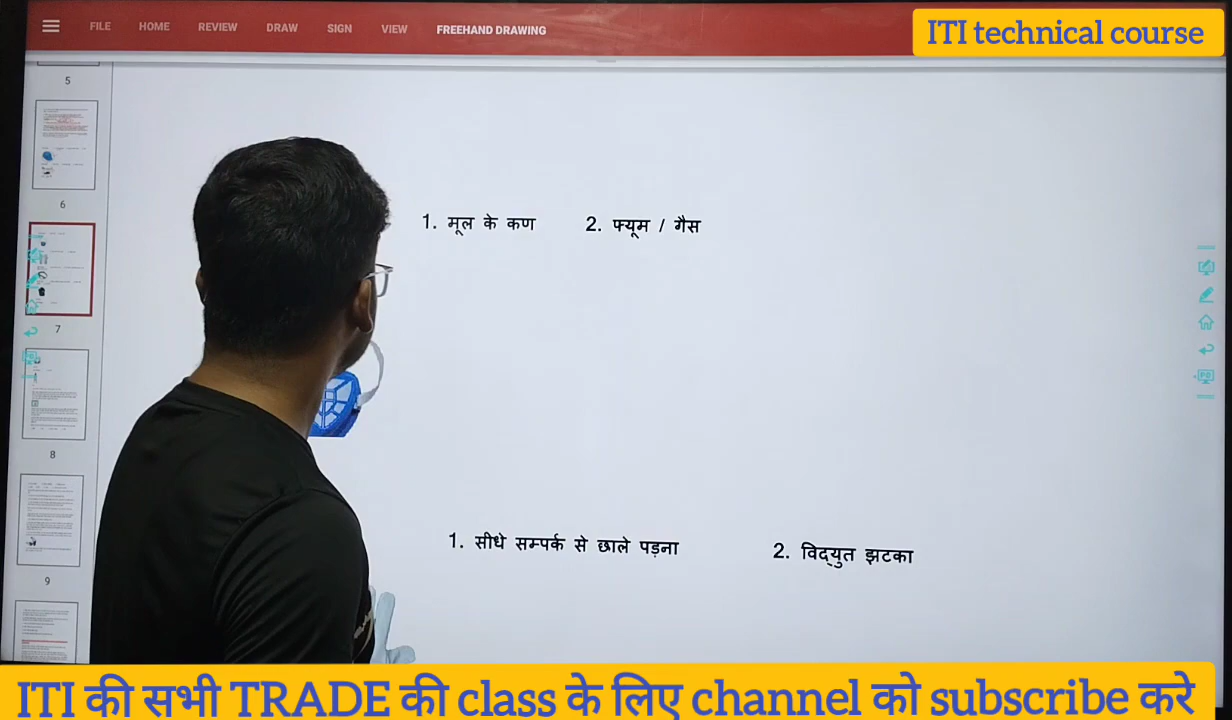 FILE HOME REVIEW DRAW SIGN VIEW FREEHAND DRAWING
ITI technical course
5
6
7
8
9
1. मूल के कण 2. फ्यूम / गैस
1. सीधे सम्पर्क से छाले पड़ना 2. विद्युत झटका
ITI की सभी TRADE की class के लिए channel को subscribe करे